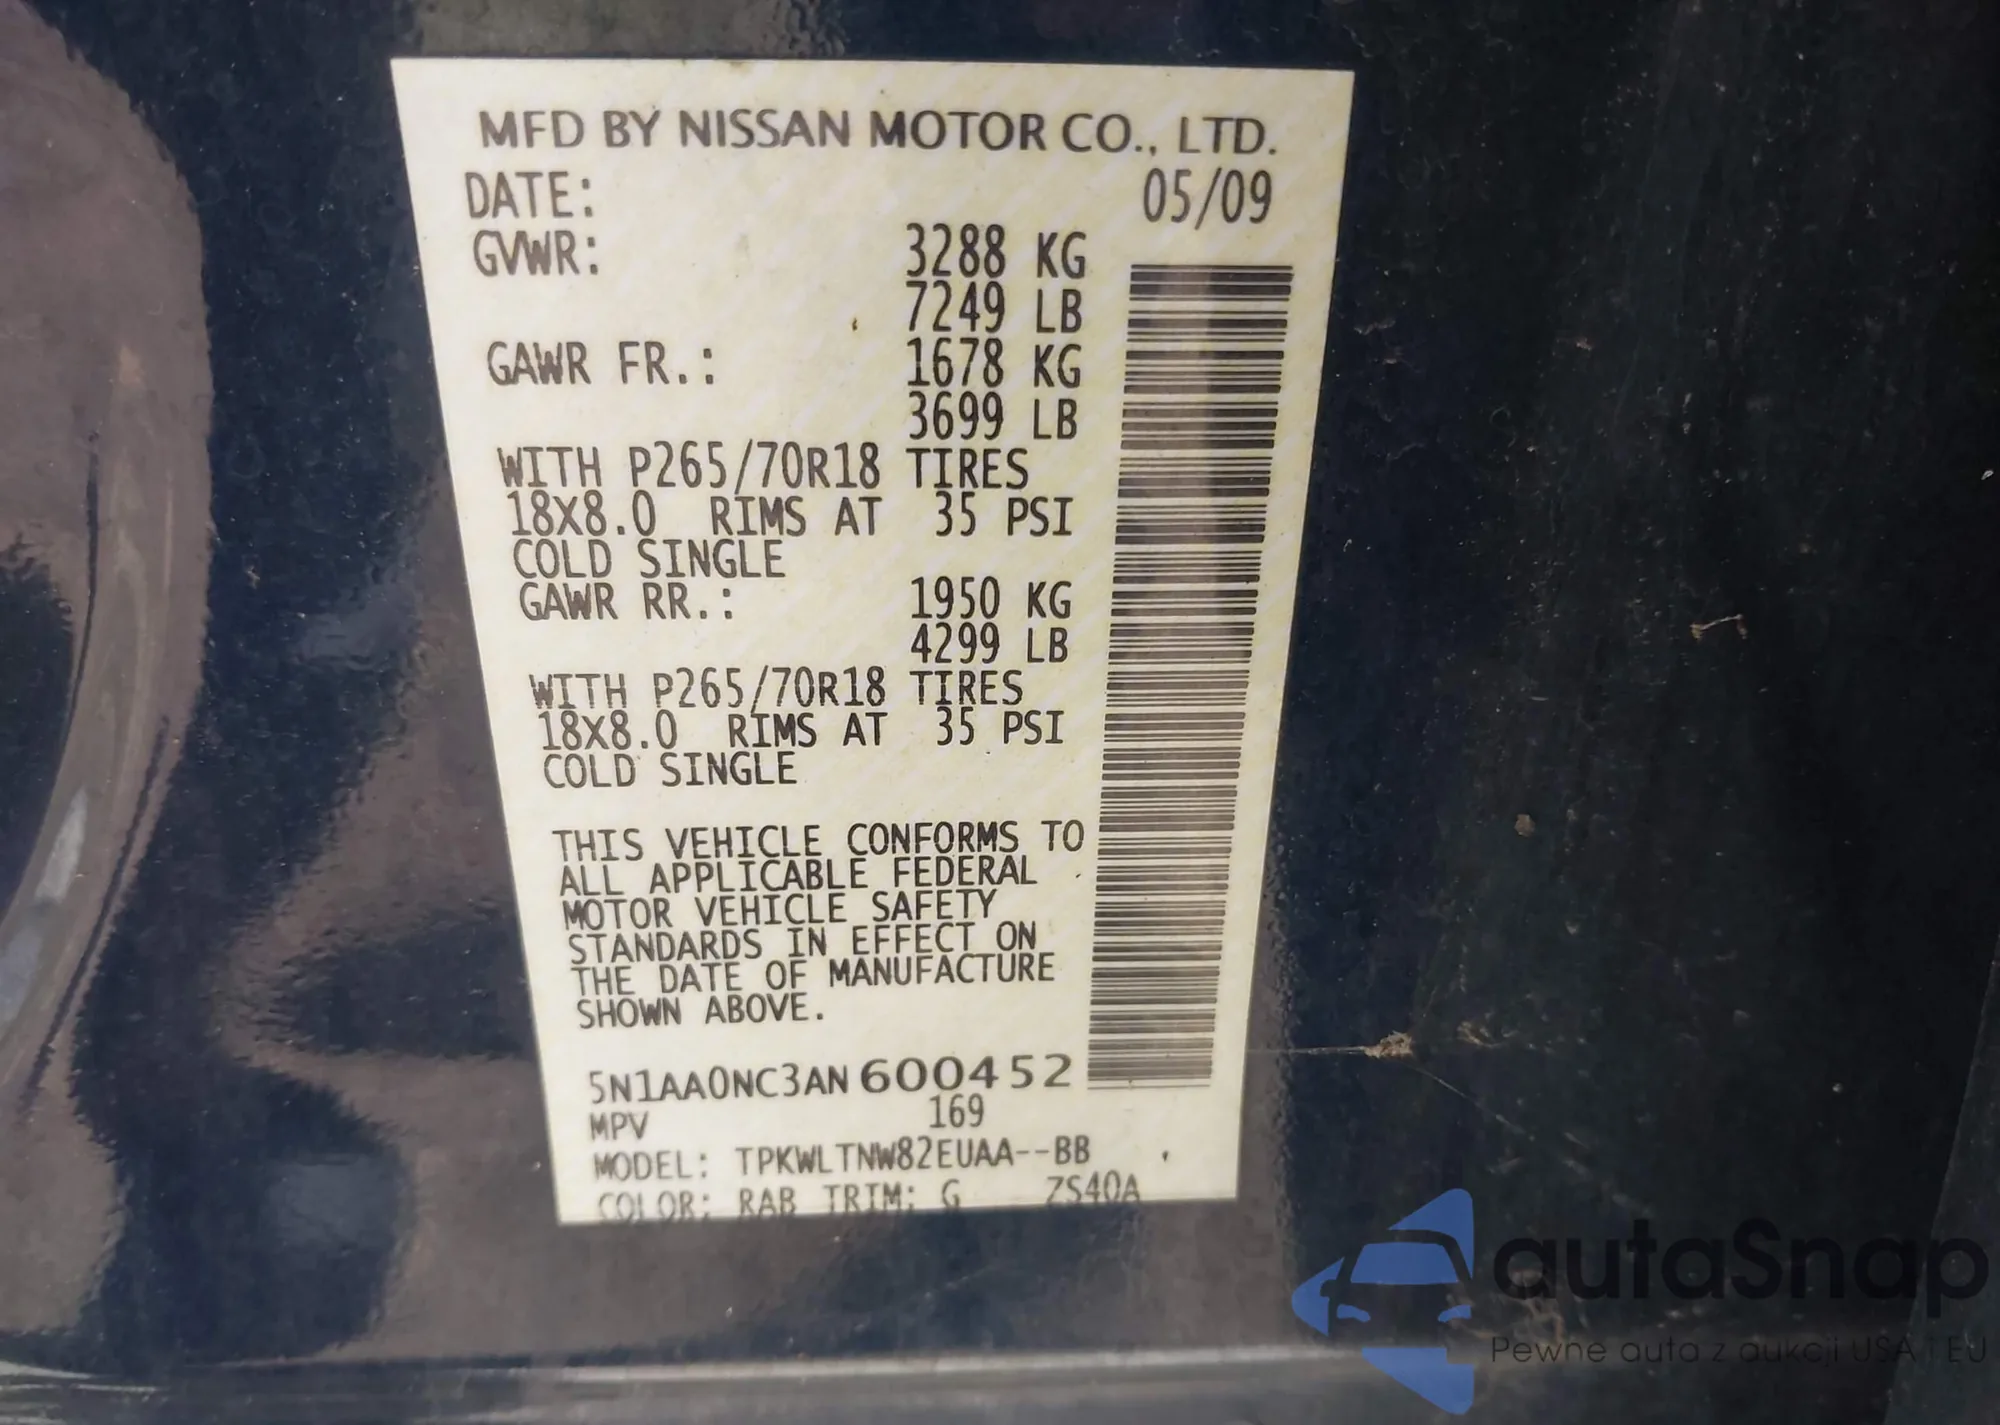 MFD BY NISSAN MOTOR CO., LTD.
DATE: 05/09
GVWR: 3288 KG
7249 LB
GAWR FR.: 1678 KG
3699 LB
WITH P265/70R18 TIRES
18X8.0 RIMS AT 35 PSI
COLD SINGLE
GAWR RR.: 1950 KG
4299 LB
WITH P265/70R18 TIRES
18X8.0 RIMS AT 35 PSI
COLD SINGLE
THIS VEHICLE CONFORMS TO
ALL APPLICABLE FEDERAL
MOTOR VEHICLE SAFETY
STANDARDS IN EFFECT ON
THE DATE OF MANUFACTURE
SHOWN ABOVE.
5N1AA0NC3AN600452
MPV 169
MODEL: TPKWLTNW82EUAA--BB
COLOR: RAB TRIM: G ZS40A
autaSnap
Pewne auta z aukcji USA i EU